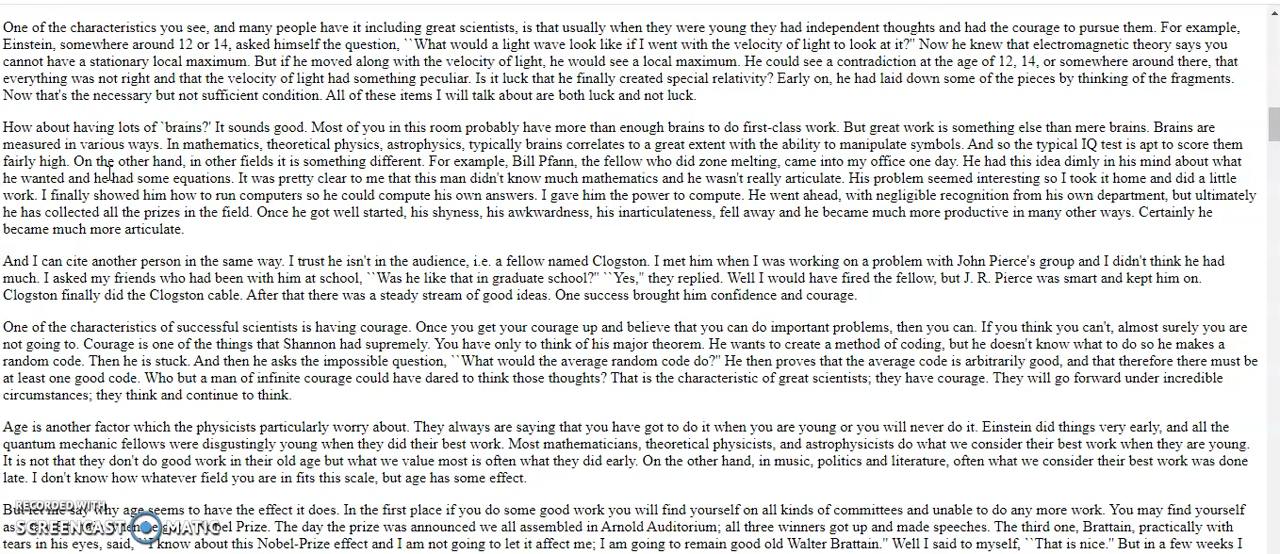 One of the characteristics you see, and many people have it including great scientists, is that usually when they were young they had independent thoughts and had the courage to pursue them. For example,
Einstein, somewhere around 12 or 14, asked himself the question, ``What would a light wave look like if I went with the velocity of light to look at it?'' Now he knew that electromagnetic theory says you
cannot have a stationary local maximum. But if he moved along with the velocity of light, he would see a local maximum. He could see a contradiction at the age of 12, 14, or somewhere around there, that
everything was not right and that the velocity of light had something peculiar. Is it luck that he finally created special relativity? Early on, he had laid down some of the pieces by thinking of the fragments.
Now that's the necessary but not sufficient condition. All of these items I will talk about are both luck and not luck.
How about having lots of `brains?' It sounds good. Most of you in this room probably have more than enough brains to do first-class work. But great work is something else than mere brains. Brains are
measured in various ways. In mathematics, theoretical physics, astrophysics, typically brains correlates to a great extent with the ability to manipulate symbols. And so the typical IQ test is apt to score them
fairly high. On the other hand, in other fields it is something different. For example, Bill Pfann, the fellow who did zone melting, came into my office one day. He had this idea dimly in his mind about what
he wanted and he had some equations. It was pretty clear to me that this man didn't know much mathematics and he wasn't really articulate. His problem seemed interesting so I took it home and did a little
work. I finally showed him how to run computers so he could compute his own answers. I gave him the power to compute. He went ahead, with negligible recognition from his own department, but ultimately
he has collected all the prizes in the field. Once he got well started, his shyness, his awkwardness, his inarticulateness, fell away and he became much more productive in many other ways. Certainly he
became much more articulate.
And I can cite another person in the same way. I trust he isn't in the audience, i.e. a fellow named Clogston. I met him when I was working on a problem with John Pierce's group and I didn't think he had
much. I asked my friends who had been with him at school, ``Was he like that in graduate school?'' ``Yes,'' they replied. Well I would have fired the fellow, but J. R. Pierce was smart and kept him on.
Clogston finally did the Clogston cable. After that there was a steady stream of good ideas. One success brought him confidence and courage.
One of the characteristics of successful scientists is having courage. Once you get your courage up and believe that you can do important problems, then you can. If you think you can't, almost surely you are
not going to. Courage is one of the things that Shannon had supremely. You have only to think of his major theorem. He wants to create a method of coding, but he doesn't know what to do so he makes a
random code. Then he is stuck. And then he asks the impossible question, ``What would the average random code do?'' He then proves that the average code is arbitrarily good, and that therefore there must be
at least one good code. Who but a man of infinite courage could have dared to think those thoughts? That is the characteristic of great scientists; they have courage. They will go forward under incredible
circumstances; they think and continue to think.
Age is another factor which the physicists particularly worry about. They always are saying that you have got to do it when you are young or you will never do it. Einstein did things very early, and all the
quantum mechanic fellows were disgustingly young when they did their best work. Most mathematicians, theoretical physicists, and astrophysicists do what we consider their best work when they are young.
It is not that they don't do good work in their old age but what we value most is often what they did early. On the other hand, in music, politics and literature, often what we consider their best work was done
late. I don't know how whatever field you are in fits this scale, but age has some effect.
RECORDED WITH
But let me say why age seems to have the effect it does. In the first place if you do some good work you will find yourself on all kinds of committees and unable to do any more work. You may find yourself
SCREENCAST MATIC
as Nobel Prize. The day the prize was announced we all assembled in Arnold Auditorium; all three winners got up and made speeches. The third one, Brattain, practically with
tears in his eyes, said, ``I know about this Nobel-Prize effect and I am not going to let it affect me; I am going to remain good old Walter Brattain.'' Well I said to myself, ``That is nice.'' But in a few weeks I